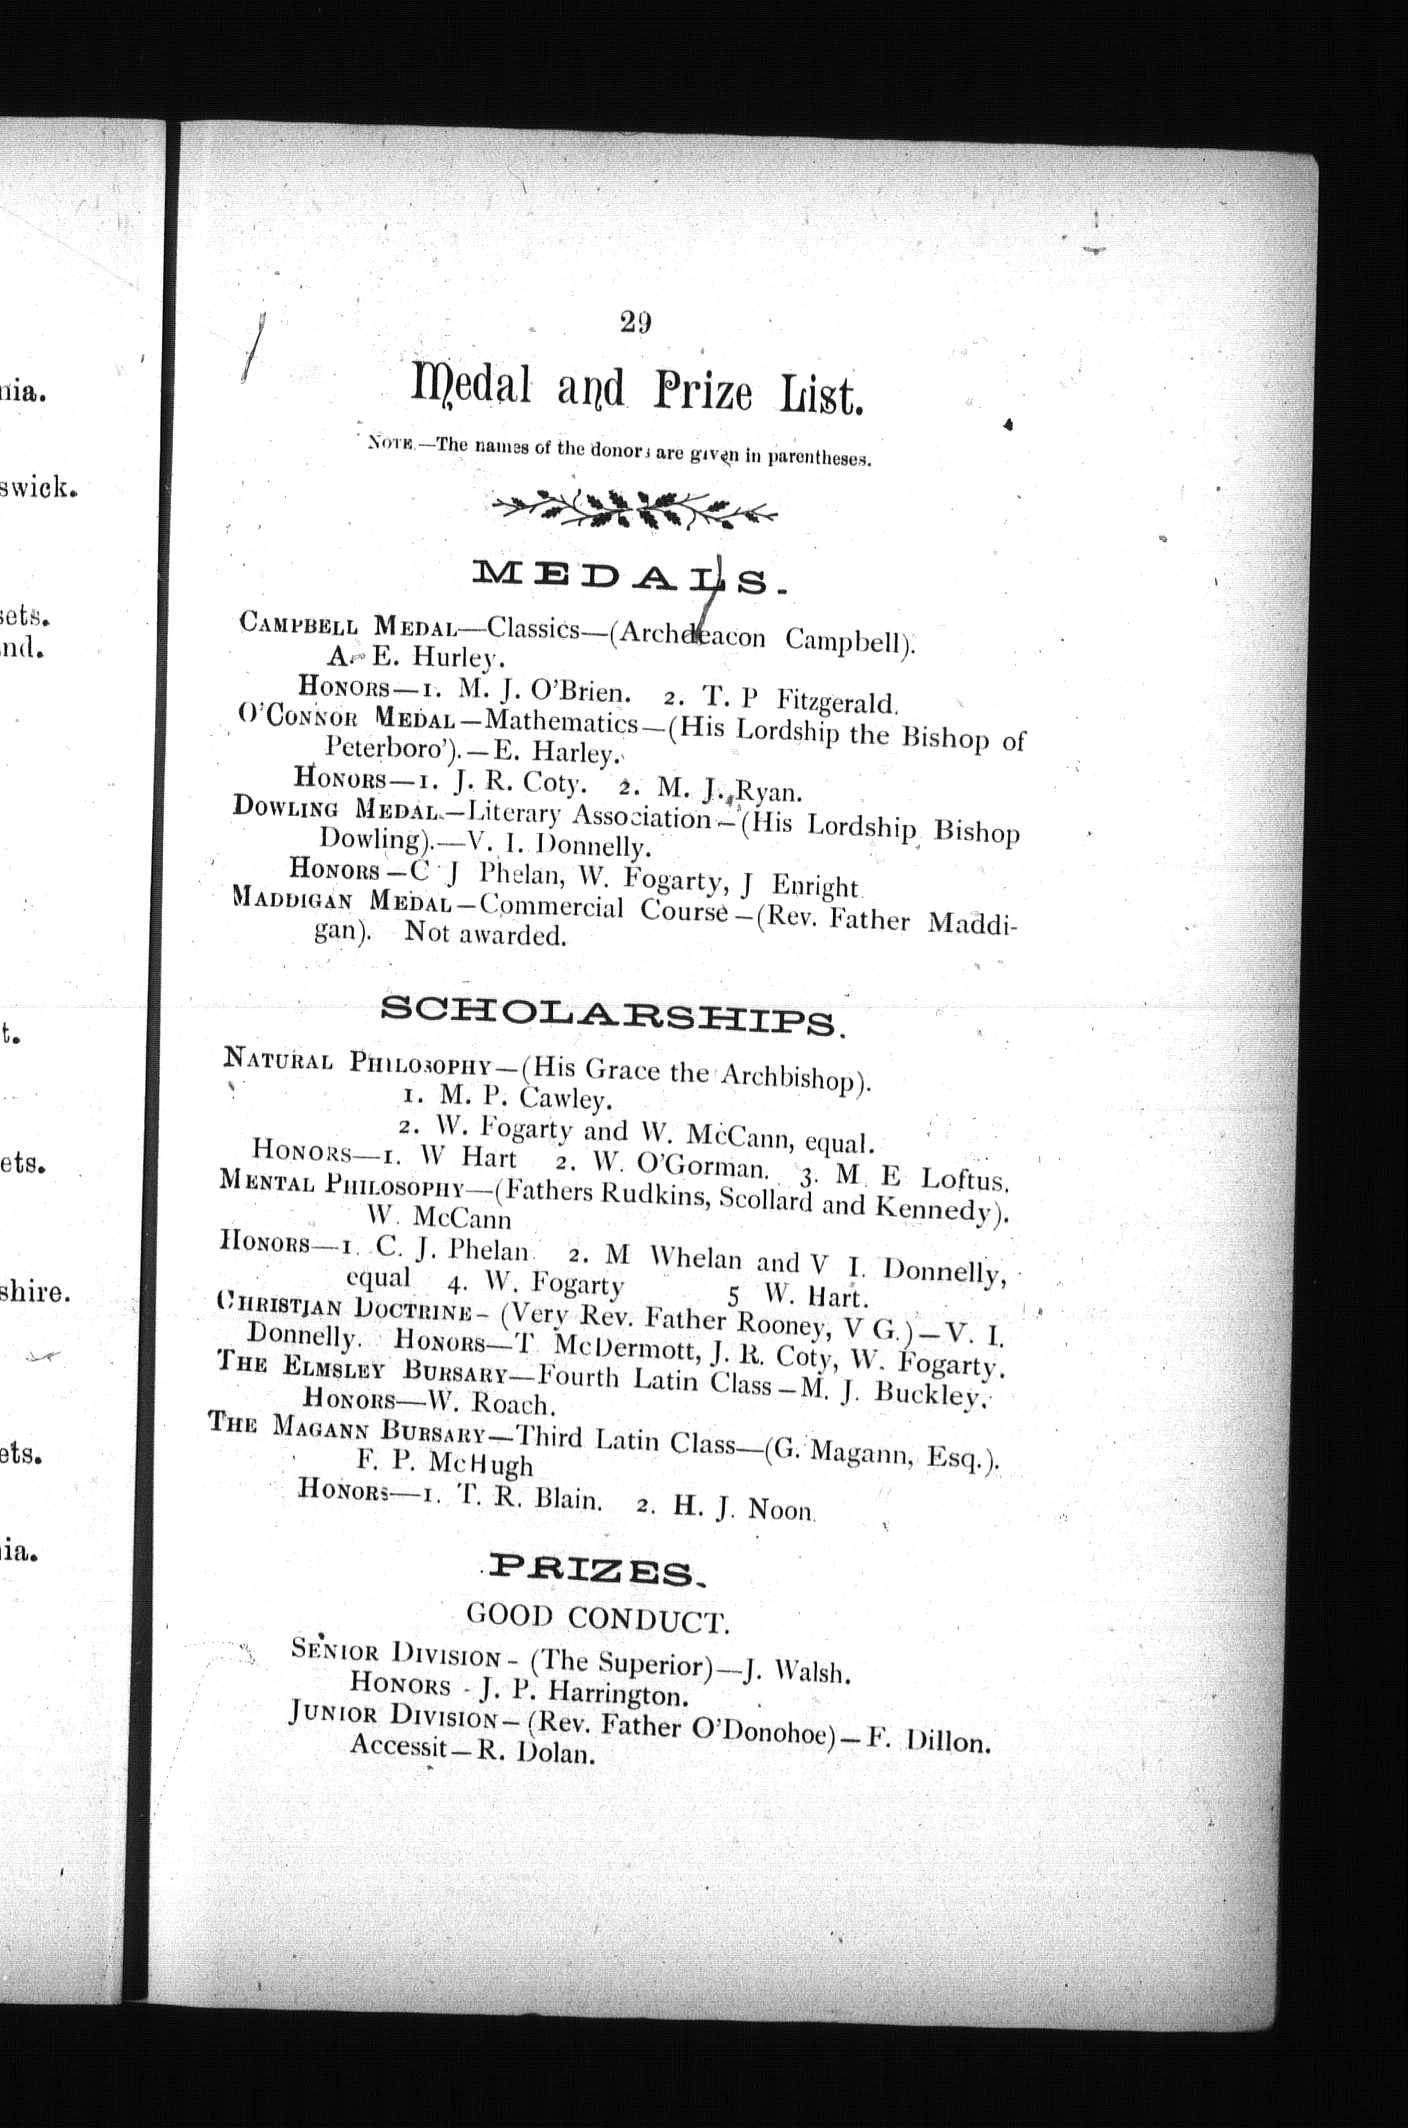 nia.
swick.
sets.
nd.
t.
ets.
shire.
ets.
ia.
29
Medal and Prize List.
NOTE.—The names of the donors are given in parentheses.
MEDALS.
CAMPBELL MEDAL—Classics—(Archdeacon Campbell).
A. E. Hurley.
HONORS—1. M. J. O'Brien. 2. T. P Fitzgerald.
O'CONNOR MEDAL—Mathematics—(His Lordship the Bishop of
Peterboro').—E. Harley.
HONORS—1. J. R. Coty. 2. M. J. Ryan.
DOWLING MEDAL.—Literary Association—(His Lordship Bishop
Dowling).—V. I. Donnelly.
HONORS—C J Phelan, W. Fogarty, J Enright
MADDIGAN MEDAL—Commercial Course—(Rev. Father Maddi-
gan). Not awarded.
SCHOLARSHIPS.
NATURAL PHILOSOPHY—(His Grace the Archbishop).
1. M. P. Cawley.
2. W. Fogarty and W. McCann, equal.
HONORS—1. W Hart 2. W. O'Gorman. 3. M. E Loftus.
MENTAL PHILOSOPHY—(Fathers Rudkins, Scollard and Kennedy).
W. McCann
HONORS—1. C. J. Phelan 2. M Whelan and V I. Donnelly,
equal 4. W. Fogarty 5 W. Hart.
CHRISTIAN DOCTRINE- (Very Rev. Father Rooney, V G.)—V. I.
Donnelly. HONORS—T McDermott, J. R. Coty, W. Fogarty.
THE ELMSLEY BURSARY—Fourth Latin Class—M. J. Buckley.
HONORS—W. Roach.
THE MAGANN BURSARY—Third Latin Class—(G. Magann, Esq.).
F. P. McHugh
HONORS—1. T. R. Blain. 2. H. J. Noon.
PRIZES.
GOOD CONDUCT.
SENIOR DIVISION - (The Superior)—J. Walsh.
HONORS - J. P. Harrington.
JUNIOR DIVISION—(Rev. Father O'Donohoe)—F. Dillon.
Accessit—R. Dolan.